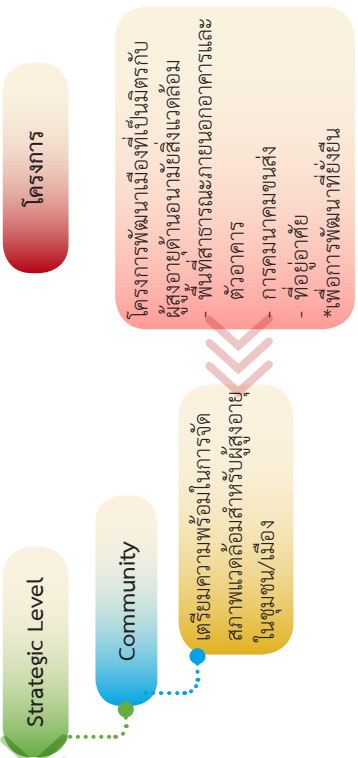 Strategic Level
โครงการ
Community
เตรียมความพร้อมในการจัด
สภาพแวดล้อมสำหรับผู้สูงอายุ
ในชุมชน/เมือง
โครงการพัฒนาเมืองที่เป็นมิตรกับ
ผู้สูงอายุด้านอนามัยสิ่งแวดล้อม
- พื้นที่สาธารณะภายนอกอาคารและ
ตัวอาคาร
- การคมนาคมขนส่ง
- ที่อยู่อาศัย
*เพื่อการพัฒนาที่ยั่งยืน